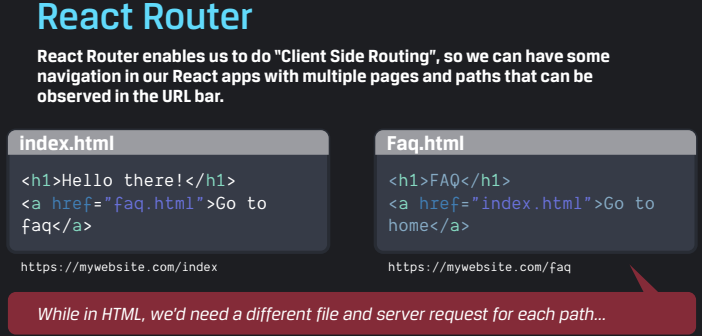 React Router
React Router enables us to do “Client Side Routing”, so we can have some
navigation in our React apps with multiple pages and paths that can be
observed in the URL bar.
index.html
<h1>Hello there!</h1>
<a href="faq.html">Go to
faq</a>
https://mywebsite.com/index
Faq.html
<h1>FAQ</h1>
<a href="index.html">Go to
home</a>
https://mywebsite.com/faq
While in HTML, we'd need a different file and server request for each path...